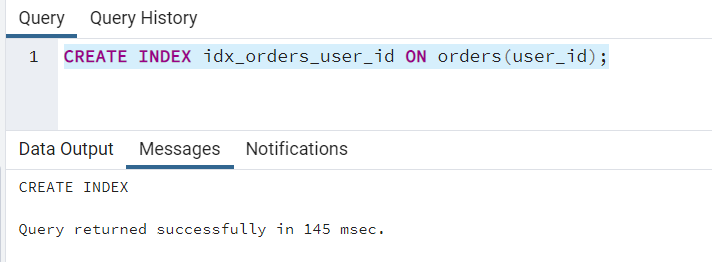 Query Query History
1 CREATE INDEX idx_orders_user_id ON orders(user_id);
Data Output Messages Notifications
CREATE INDEX
Query returned successfully in 145 msec.